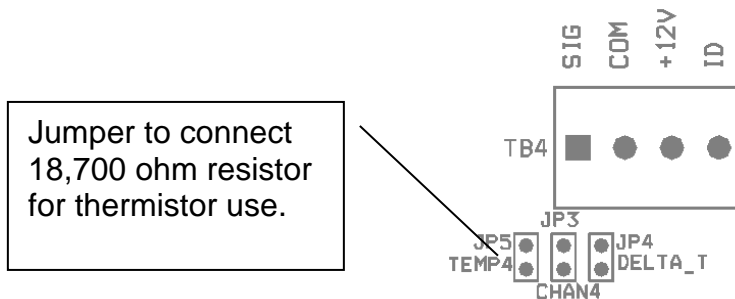 Jumper to connect
18,700 ohm resistor
for thermistor use.
SIG COM +12V ID
TB4
JP3
JP5 JP4
TEMP4 DELTA_T
CHAN4